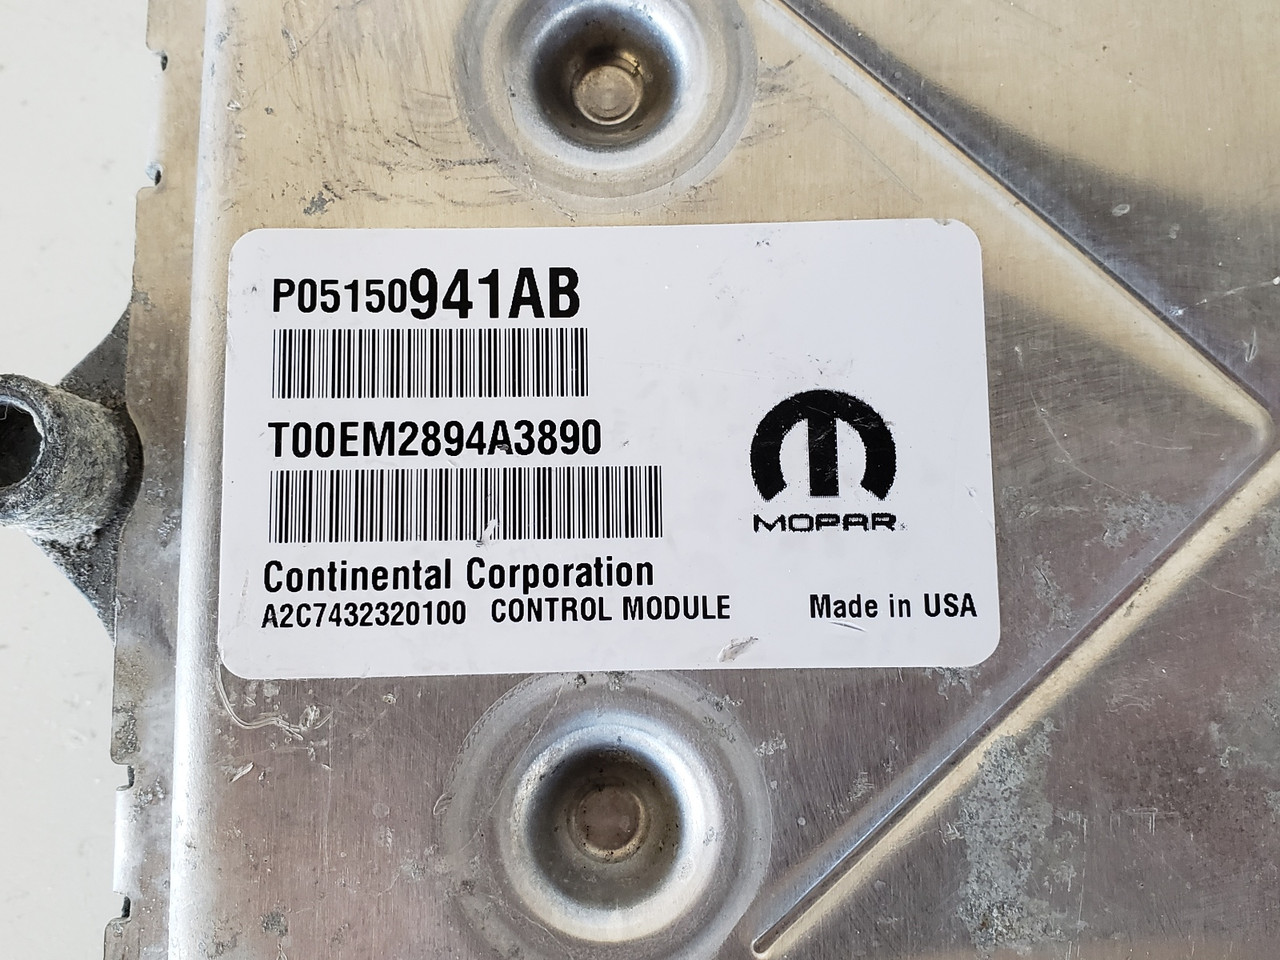 P05150941AB
T00EM2894A3890
MOPAR
Continental Corporation
A2C7432320100 CONTROL MODULE Made in USA